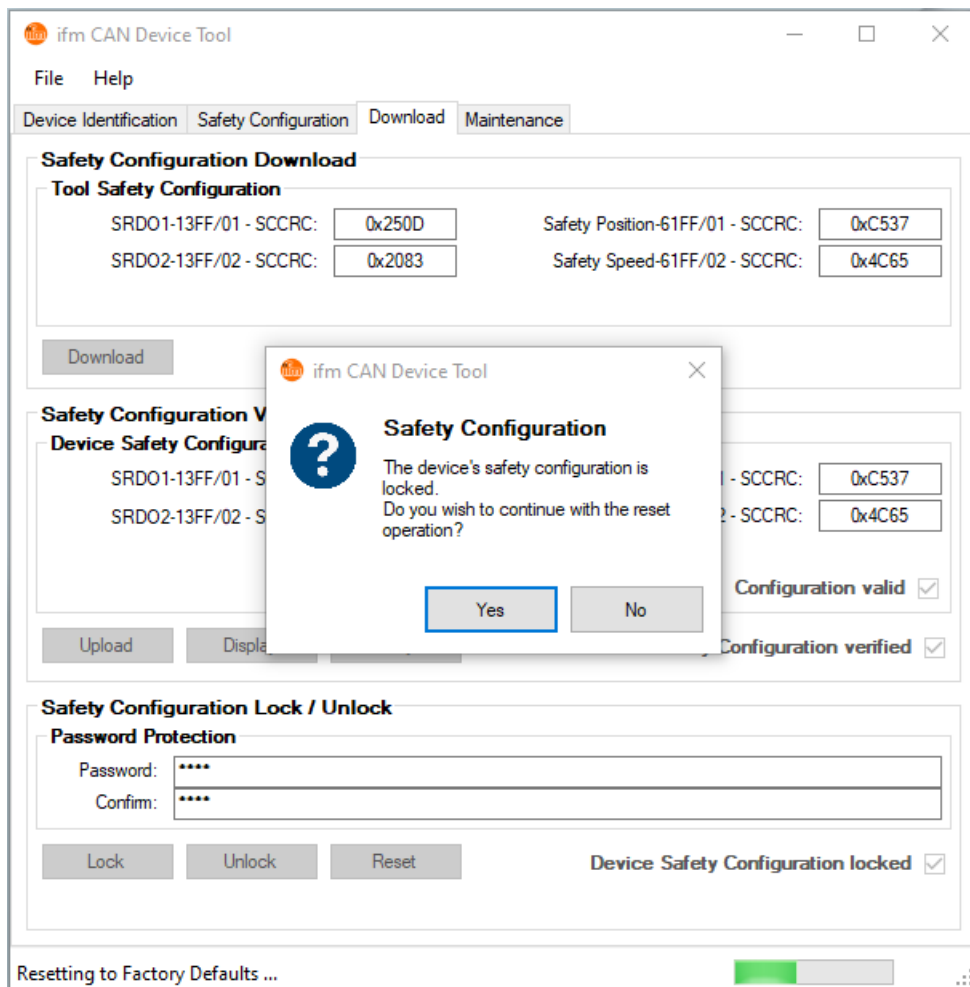 ifm CAN Device Tool
File Help
Device Identification Safety Configuration Download Maintenance
Safety Configuration Download
Tool Safety Configuration
SRDO1-13FF/01 - SCCRC: 0x250D Safety Position-61FF/01 - SCCRC: 0xC537
SRDO2-13FF/02 - SCCRC: 0x2083 Safety Speed-61FF/02 - SCCRC: 0x4C65
Download
ifm CAN Device Tool
Safety Configuration
The device's safety configuration is
locked.
Do you wish to continue with the reset
operation?
Yes No
Safety Configuration V
Device Safety Configura
SRDO1-13FF/01 - S - SCCRC: 0xC537
SRDO2-13FF/02 - S 2 - SCCRC: 0x4C65
Configuration valid
Upload Displa Configuration verified
Safety Configuration Lock / Unlock
Password Protection
Password: ****
Confirm: ****
Lock Unlock Reset Device Safety Configuration locked
Resetting to Factory Defaults ...